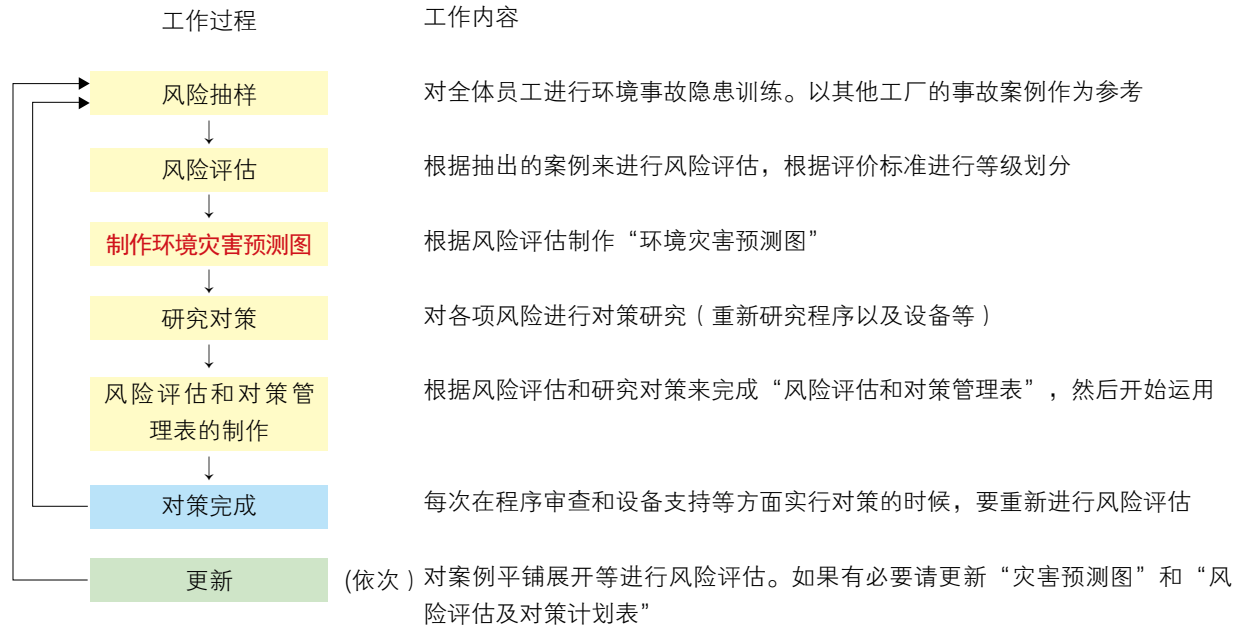 工作过程 工作内容
风险抽样 对全体员工进行环境事故隐患训练。以其他工厂的事故案例作为参考
风险评估 根据抽出的案例来进行风险评估，根据评价标准进行等级划分
制作环境灾害预测图 根据风险评估制作“环境灾害预测图”
研究对策 对各项风险进行对策研究（重新研究程序以及设备等）
风险评估和对策管 根据风险评估和研究对策来完成“风险评估和对策管理表”，然后开始运用
理表的制作
对策完成 每次在程序审查和设备支持等方面实行对策的时候，要重新进行风险评估
更新 (依次）对案例平铺展开等进行风险评估。如果有必要请更新“灾害预测图”和“风
险评估及对策计划表”